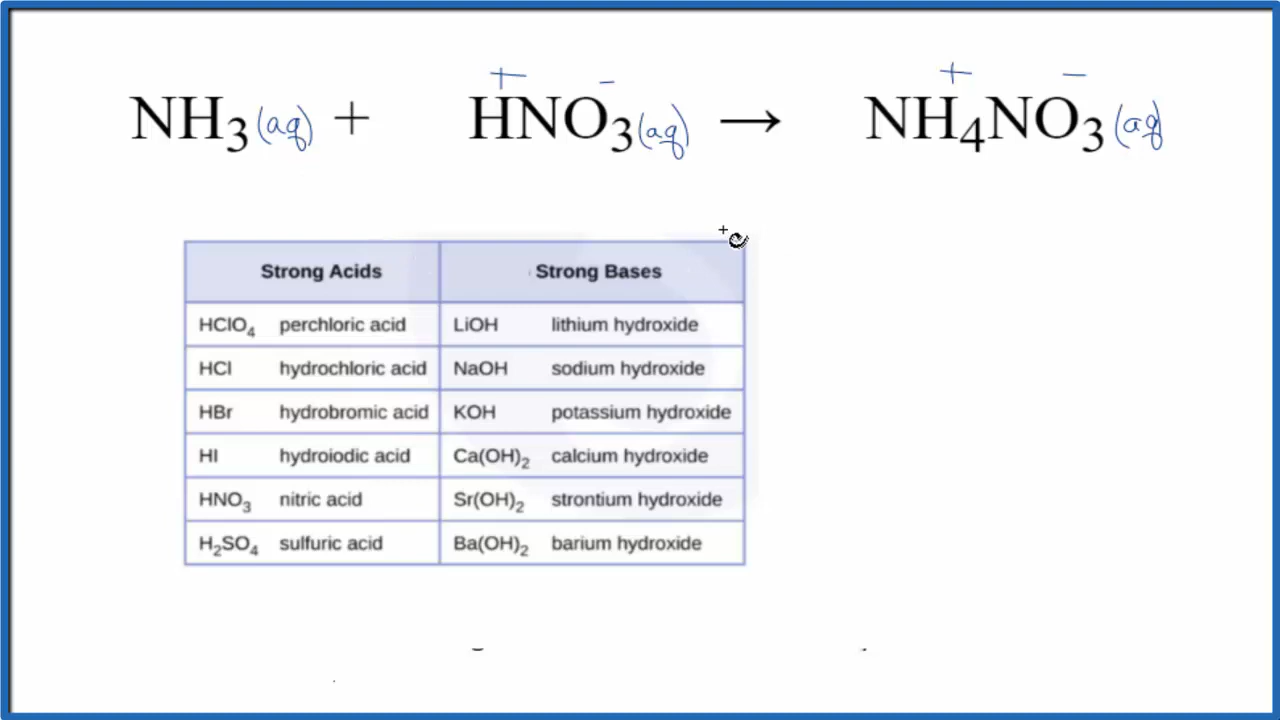 NH₃(aq) + HNO₃(aq) → NH₄NO₃(aq)
+ - + -
Strong Acids Strong Bases
HClO₄ perchloric acid LiOH lithium hydroxide
HCl hydrochloric acid NaOH sodium hydroxide
HBr hydrobromic acid KOH potassium hydroxide
HI hydroiodic acid Ca(OH)₂ calcium hydroxide
HNO₃ nitric acid Sr(OH)₂ strontium hydroxide
H₂SO₄ sulfuric acid Ba(OH)₂ barium hydroxide